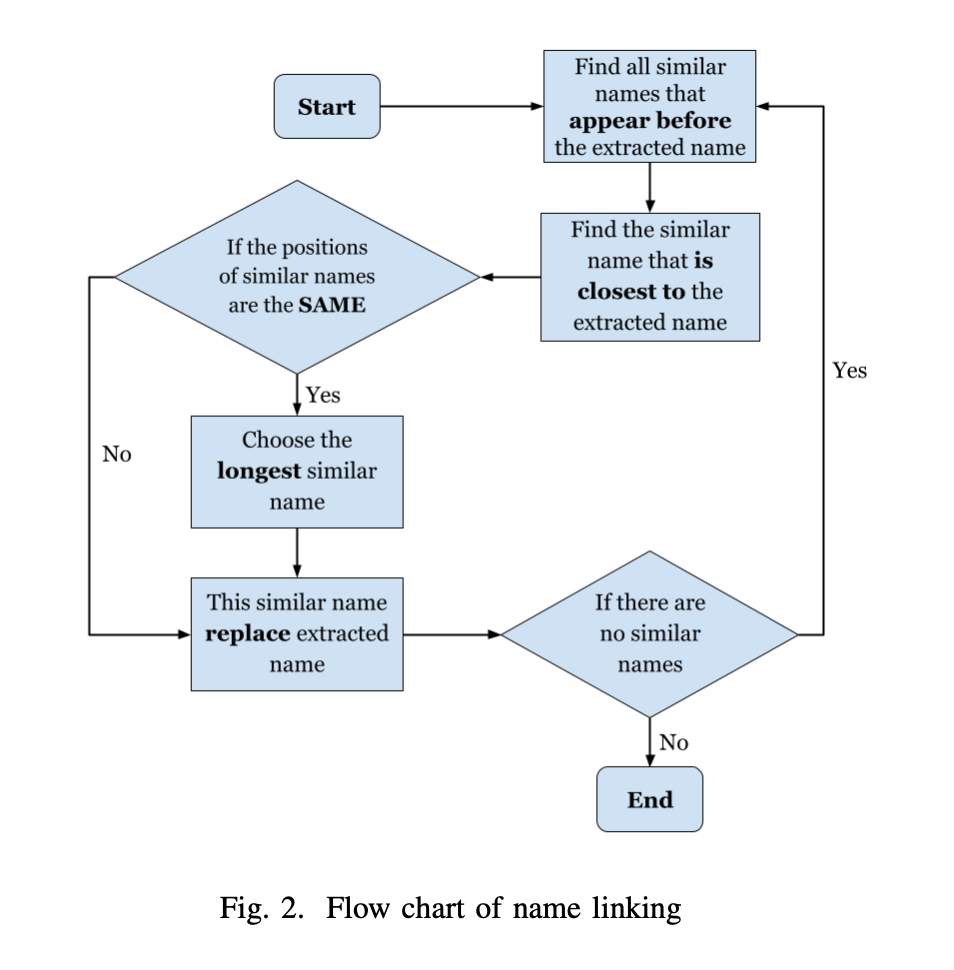 Start
Find all similar
names that
appear before
the extracted name
Find the similar
name that is
closest to the
extracted name
If the positions
of similar names
are the SAME
Yes
No
Choose the
longest similar
name
This similar name
replace extracted
name
If there are
no similar
names
Yes
No
End
Fig. 2. Flow chart of name linking